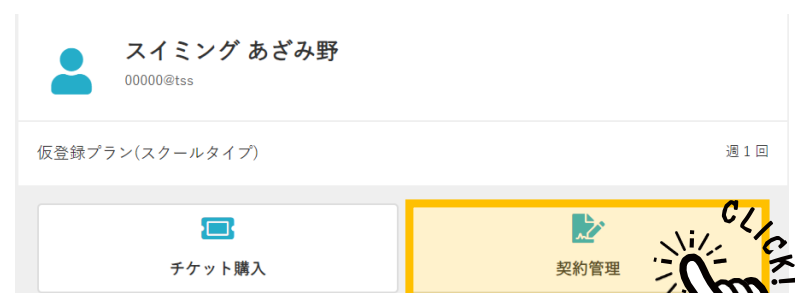 スイミング あざみ野
00000@tss
仮登録プラン(スクールタイプ)
週1回
チケット購入
契約管理
CLICK!